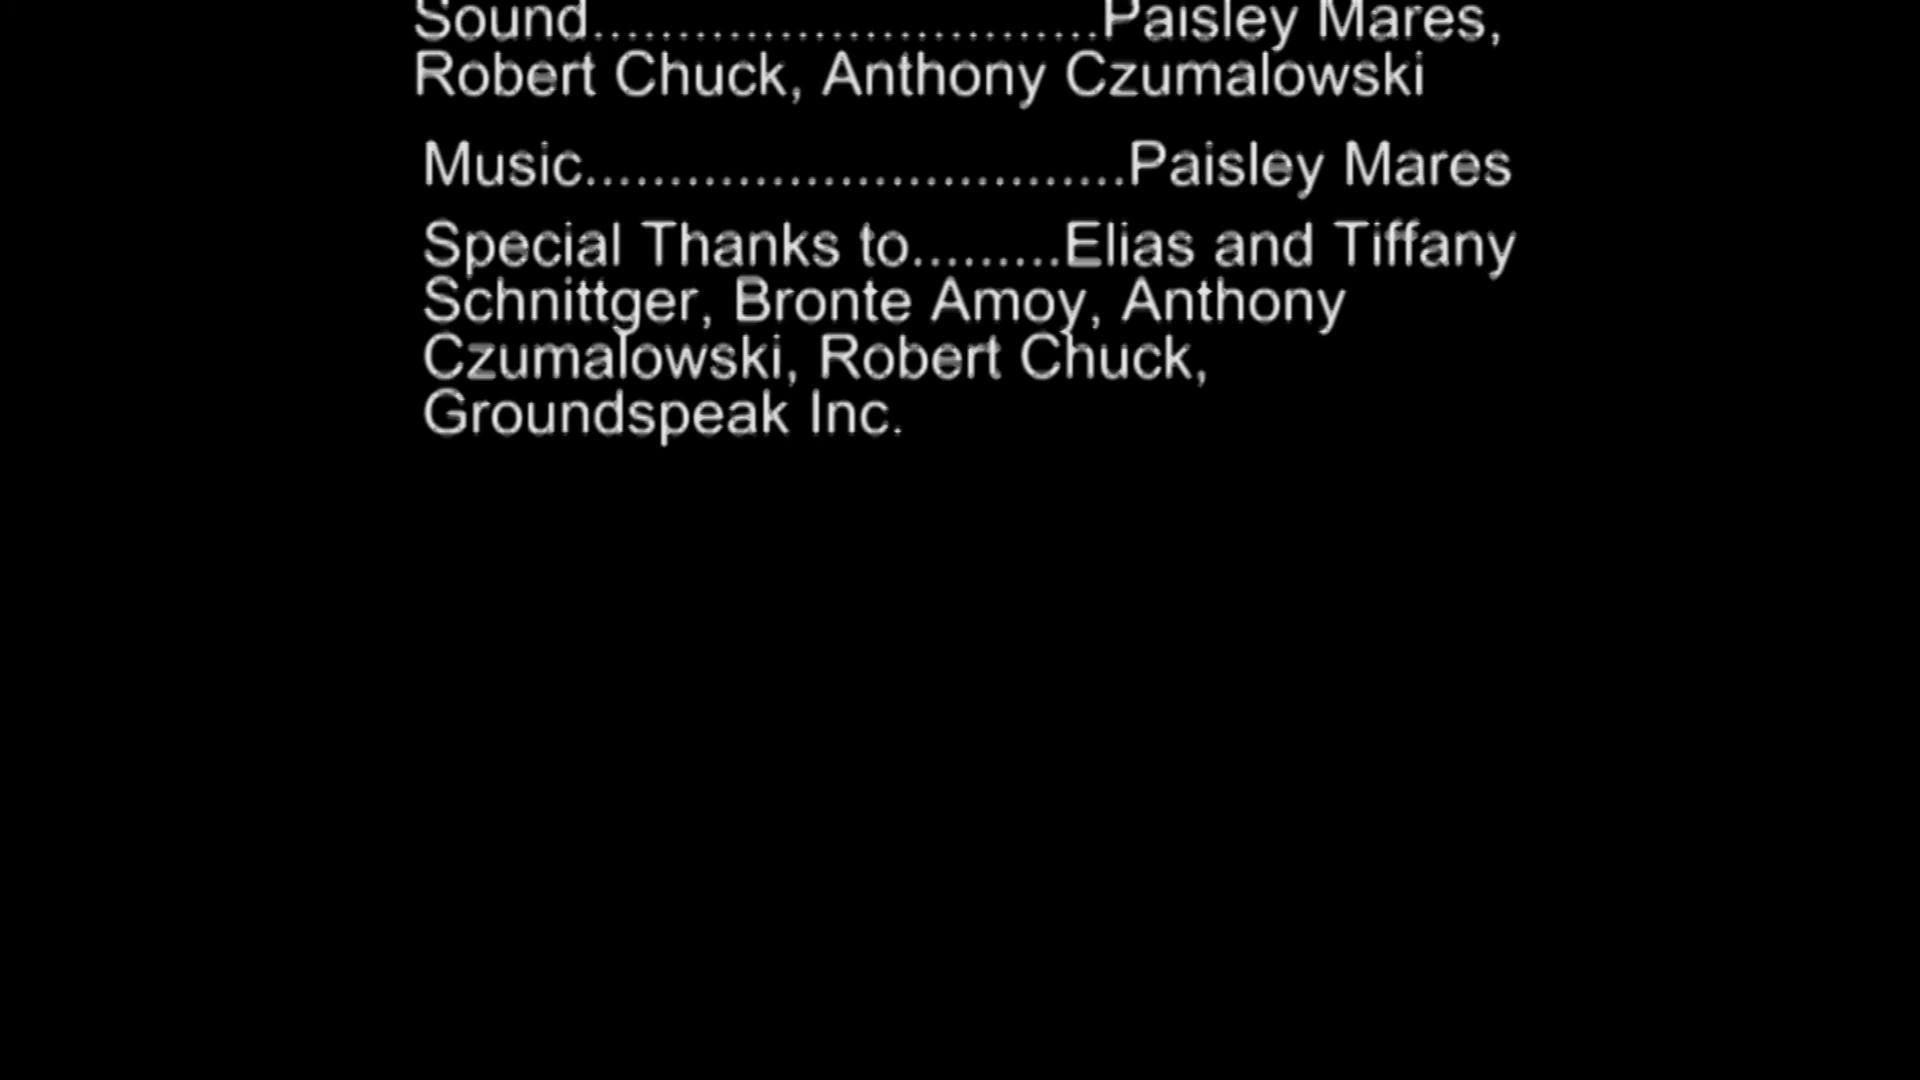 Sound..............................Paisley Mares,
Robert Chuck, Anthony Czumalowski
Music................................Paisley Mares
Special Thanks to.........Elias and Tiffany
Schnittger, Bronte Amoy, Anthony
Czumalowski, Robert Chuck,
Groundspeak Inc.